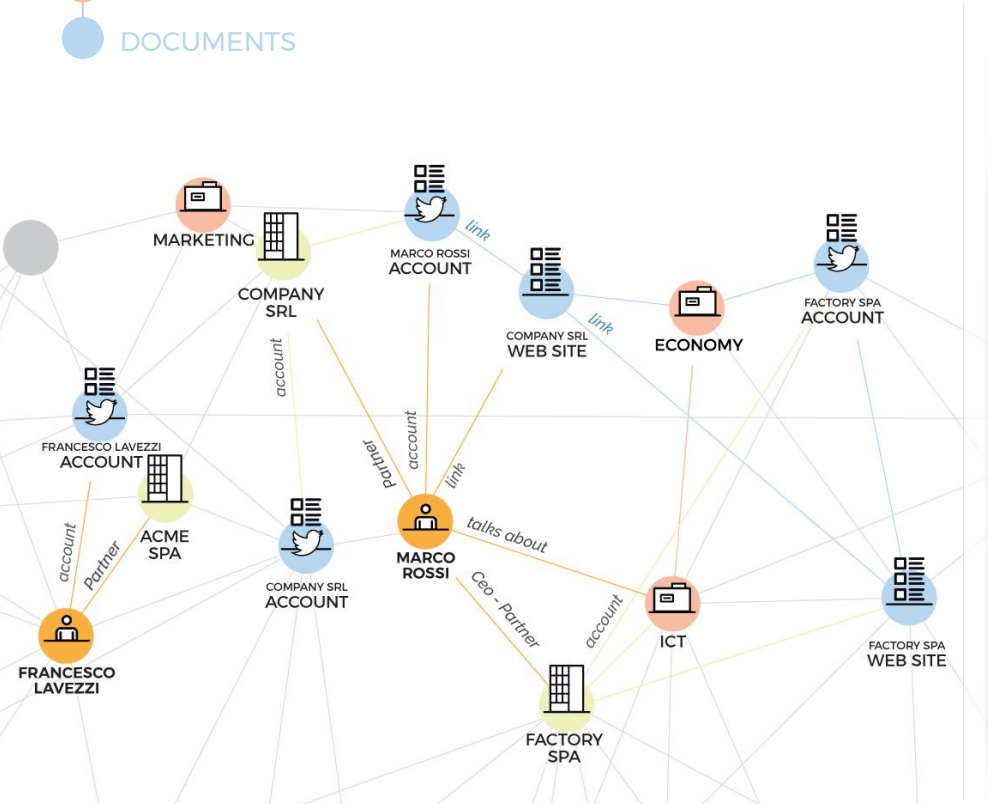 DOCUMENTS
MARKETING
COMPANY
SRL
MARCO ROSSI
ACCOUNT
link
COMPANY SRL
WEB SITE
link
ECONOMY
FACTORY SPA
ACCOUNT
account
FRANCESCO LAVEZZI
ACCOUNT
Partner
account
link
ACME
SPA
account
Partner
COMPANY SRL
ACCOUNT
MARCO
ROSSI
talks about
Ceo - Partner
account
ICT
FACTORY SPA
WEB SITE
FRANCESCO
LAVEZZI
FACTORY
SPA